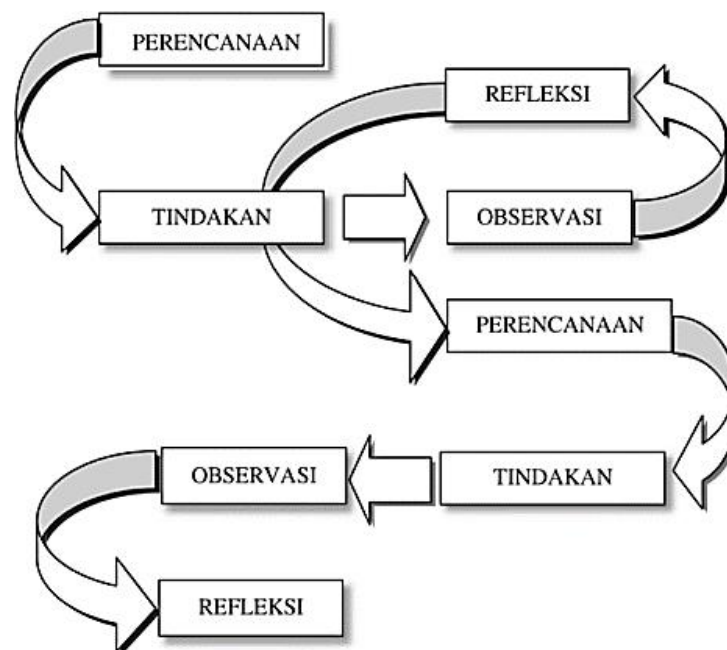 PERENCANAAN
REFLEKSI
TINDAKAN
OBSERVASI
PERENCANAAN
OBSERVASI
TINDAKAN
REFLEKSI